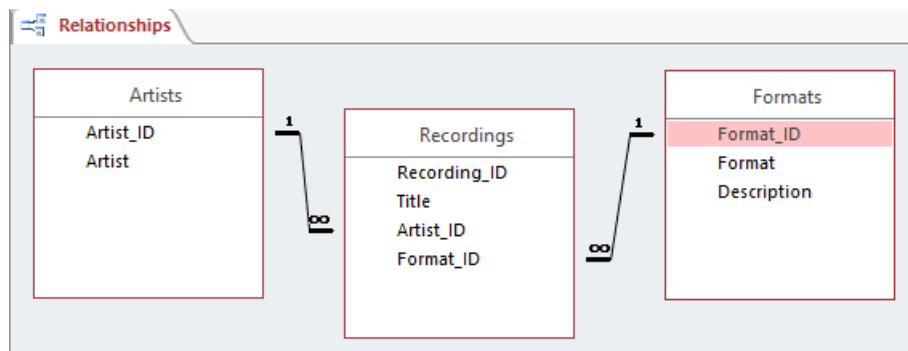 Relationships
Artists
Artist_ID
Artist
1
∞
Recordings
Recording_ID
Title
Artist_ID
Format_ID
1
∞
Formats
Format_ID
Format
Description